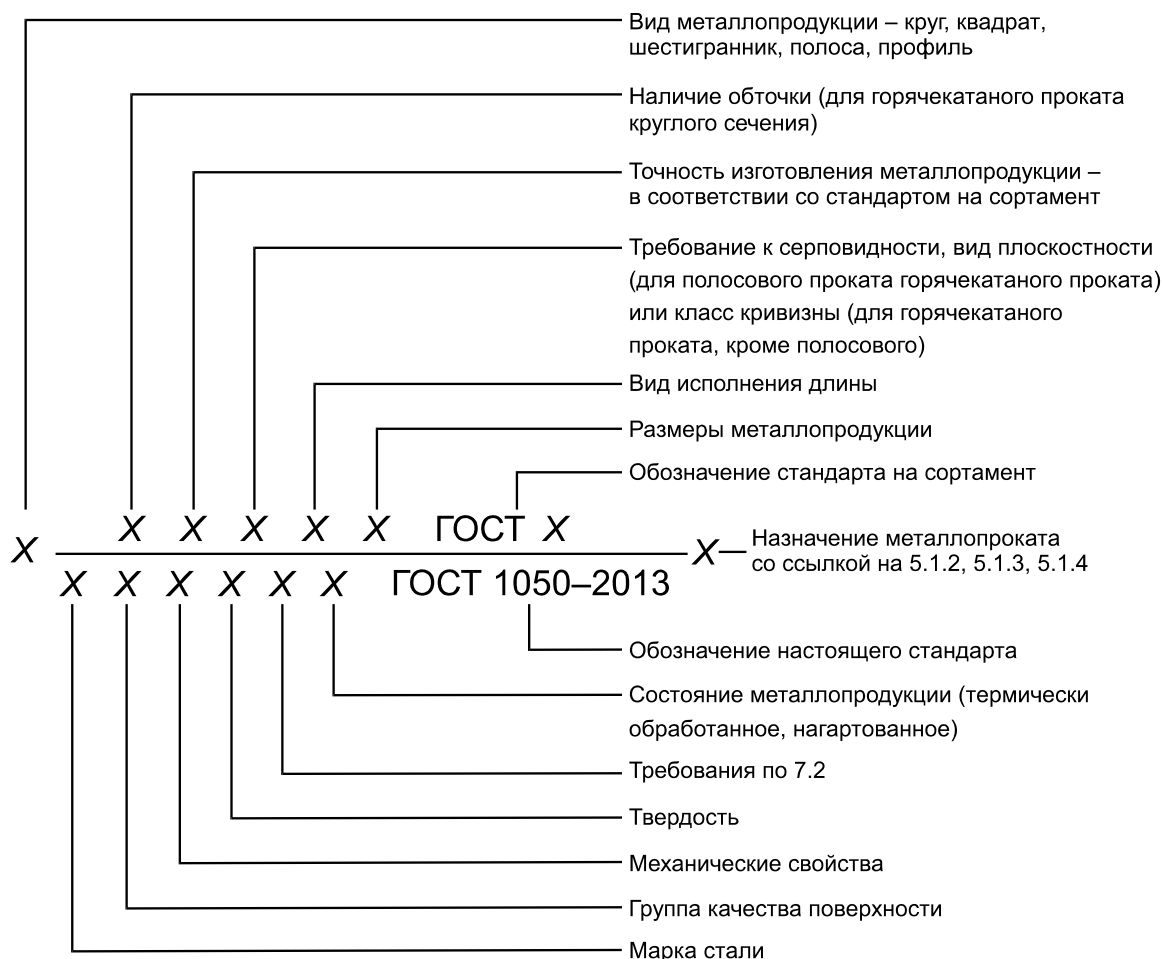 Вид металлопродукции – круг, квадрат,
шестигранник, полоса, профиль
Наличие обточки (для горячекатаного проката
круглого сечения)
Точность изготовления металлопродукции –
в соответствии со стандартом на сортамент
Требование к серповидности, вид плоскостности
(для полосового проката горячекатаного проката)
или класс кривизны (для горячекатаного
проката, кроме полосового)
Вид исполнения длины
Размеры металлопродукции
Обозначение стандарта на сортамент
X X X X X ГОСТ X
X
X
Назначение металлопроката
со ссылкой на 5.1.2, 5.1.3, 5.1.4
X X X X X X ГОСТ 1050–2013
Обозначение настоящего стандарта
Состояние металлопродукции (термически
обработанное, нагартованное)
Требования по 7.2
Твердость
Механические свойства
Группа качества поверхности
Марка стали